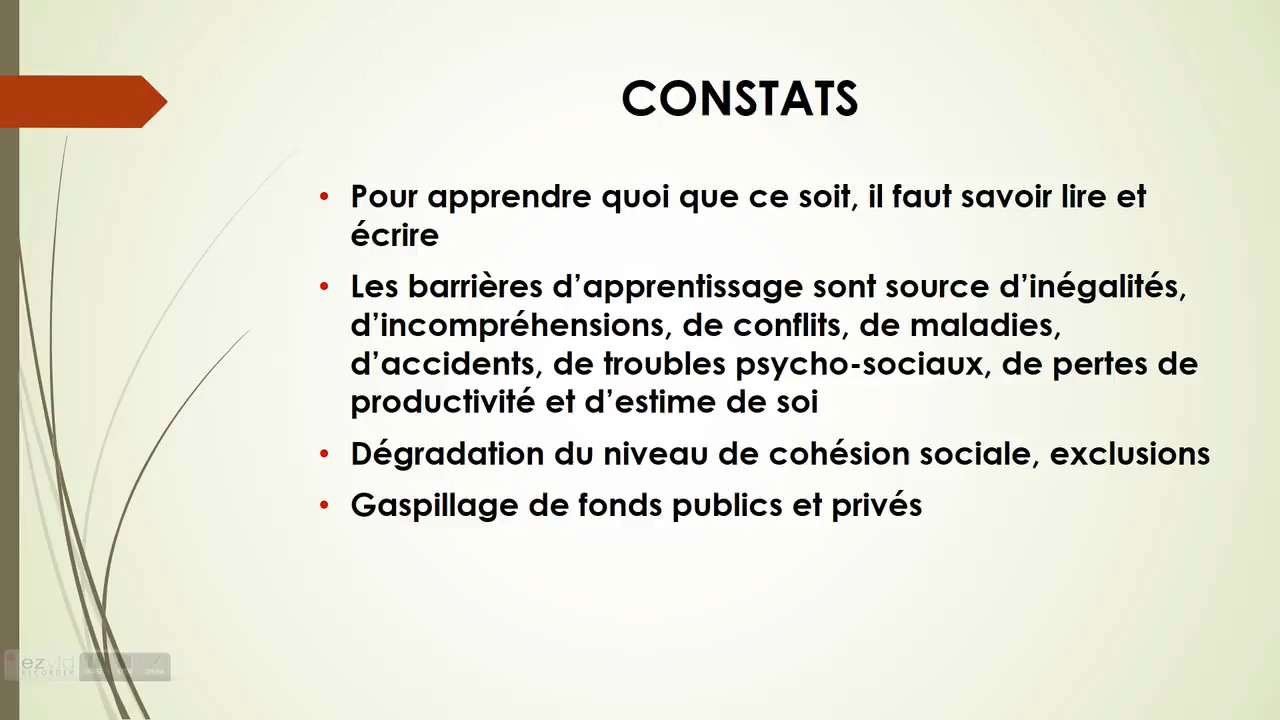 CONSTATS
• Pour apprendre quoi que ce soit, il faut savoir lire et
écrire
• Les barrières d’apprentissage sont source d’inégalités,
d’incompréhensions, de conflits, de maladies,
d’accidents, de troubles psycho-sociaux, de pertes de
productivité et d’estime de soi
• Dégradation du niveau de cohésion sociale, exclusions
• Gaspillage de fonds publics et privés
ezvid
RECORDER